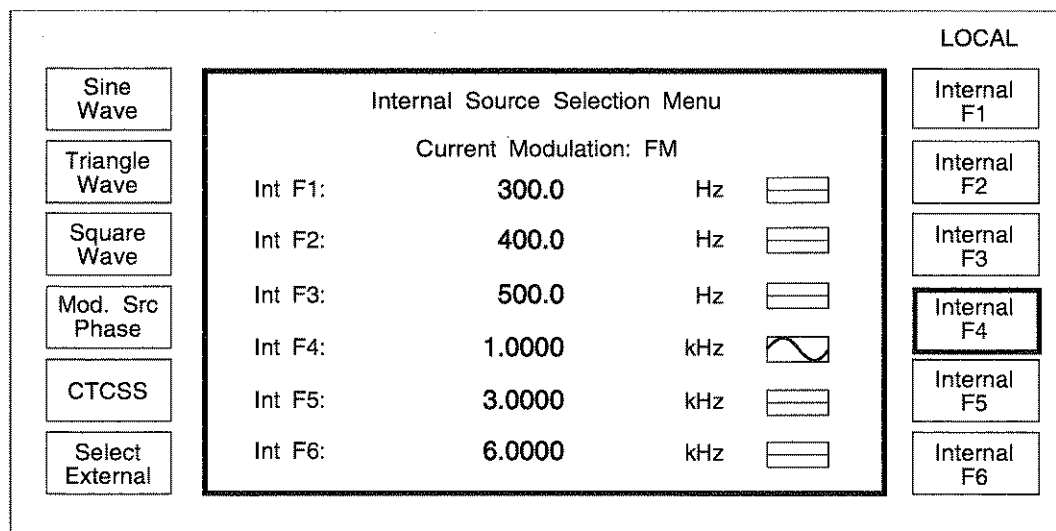 LOCAL
Sine
Wave
Triangle
Wave
Square
Wave
Mod. Src
Phase
CTCSS
Select
External
Internal Source Selection Menu
Current Modulation: FM
Int F1: 300.0 Hz
Int F2: 400.0 Hz
Int F3: 500.0 Hz
Int F4: 1.0000 kHz
Int F5: 3.0000 kHz
Int F6: 6.0000 kHz
Internal
F1
Internal
F2
Internal
F3
Internal
F4
Internal
F5
Internal
F6